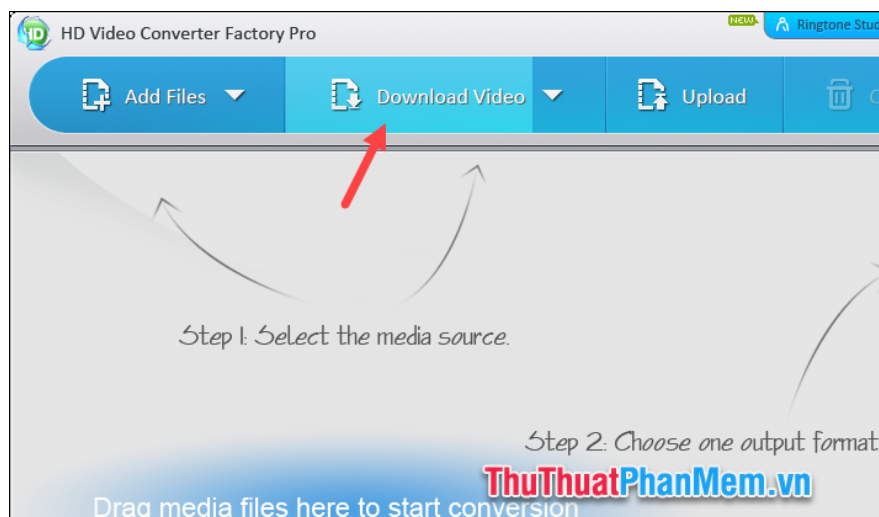 HD Video Converter Factory Pro
NEW
Ringtone Stud
Add Files
Download Video
Upload
Step 1: Select the media source.
Step 2: Choose one output format
ThuThuatPhanMem.vn
Drag media files here to start conversion